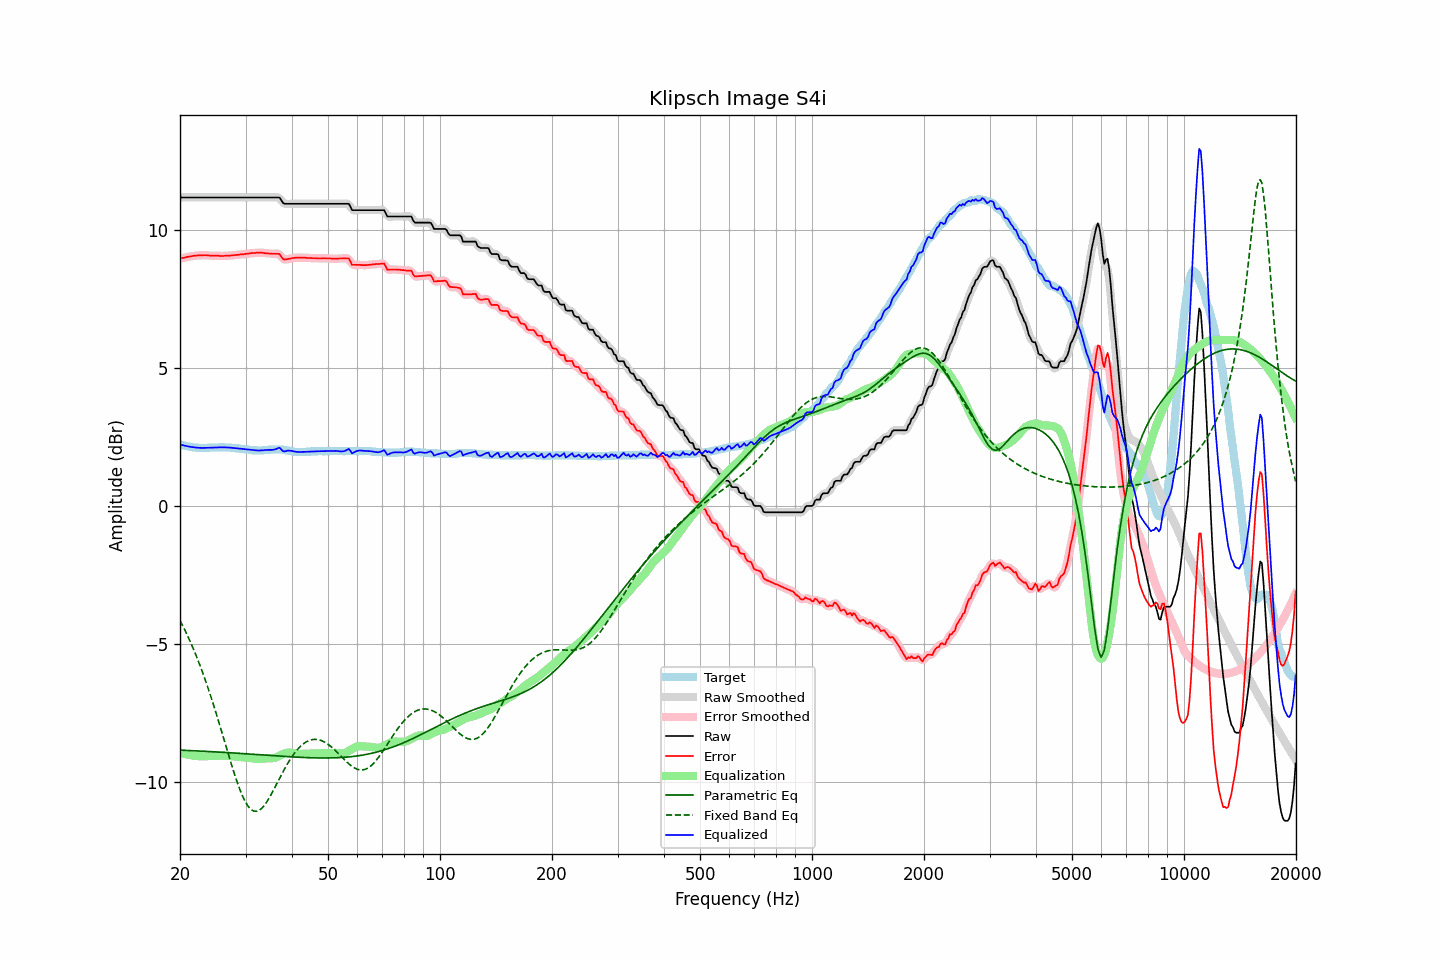 Klipsch Image S4i
Amplitude (dBr)
10
5
0
−5
−10
Target
Raw Smoothed
Error Smoothed
Raw
Error
Equalization
Parametric Eq
Fixed Band Eq
Equalized
20 50 100 200 500 1000 2000 5000 10000 20000
Frequency (Hz)